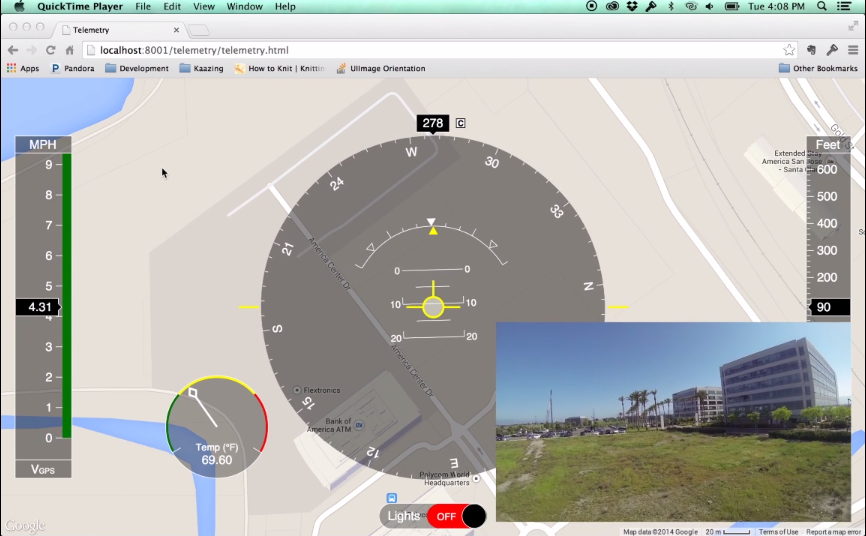 QuickTime Player File Edit View Window Help Tue 4:08 PM
Telemetry
localhost:8001/telemetry/telemetry.html
Apps Pandora Development Kaazing How to Knit | Knittin UIImage Orientation Other Bookmarks
278 C
MPH
9
8
7
6
5
4.31
4
3
2
1
0
VGPS
W
30
33
N
24
21
S
15
12
E
0 0
10 10
20 20
America Center Dr
America Center Dr
Flextronics
Bank of
America ATM
Polycom World
Headquarters
Temp (°F)
69.60
Lights OFF
Feet
600
500
400
300
200
90
Extended Stay
America San Jose
- Santa
Google
Map data ©2014 Google 20 m Terms of Use Report a map error